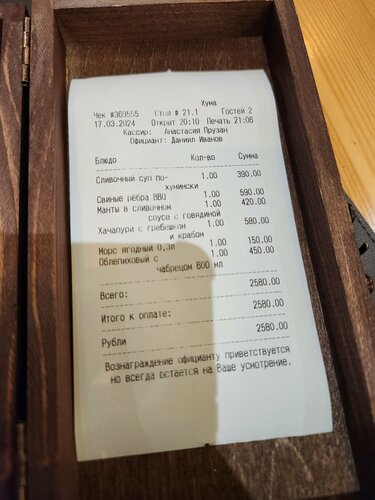 Хума
Чек #369555 Стол # 21.1 Гостей 2
17.03.2024 Открыт 20:10 Печать 21:06
Кассир: Анастасия Прузан
Официант: Даниил Иванов
Блюдо Кол-во Сумма
Сливочный суп по- 1.00 390.00
хунински
Свиные ребра BBQ 1.00 590.00
Манты в сливочном 1.00 420.00
соусе с говядиной
Хачапури с гребешком 1.00 580.00
и крабом
Морс ягодный 0,3л 1.00 150.00
Облепиховый с 1.00 450.00
чабрецом 800 мл
Всего: 2580.00
Итого к оплате: 2580.00
Рубли 2580.00
Вознаграждение официанту приветствуется
но всегда остается на Ваше усмотрение.